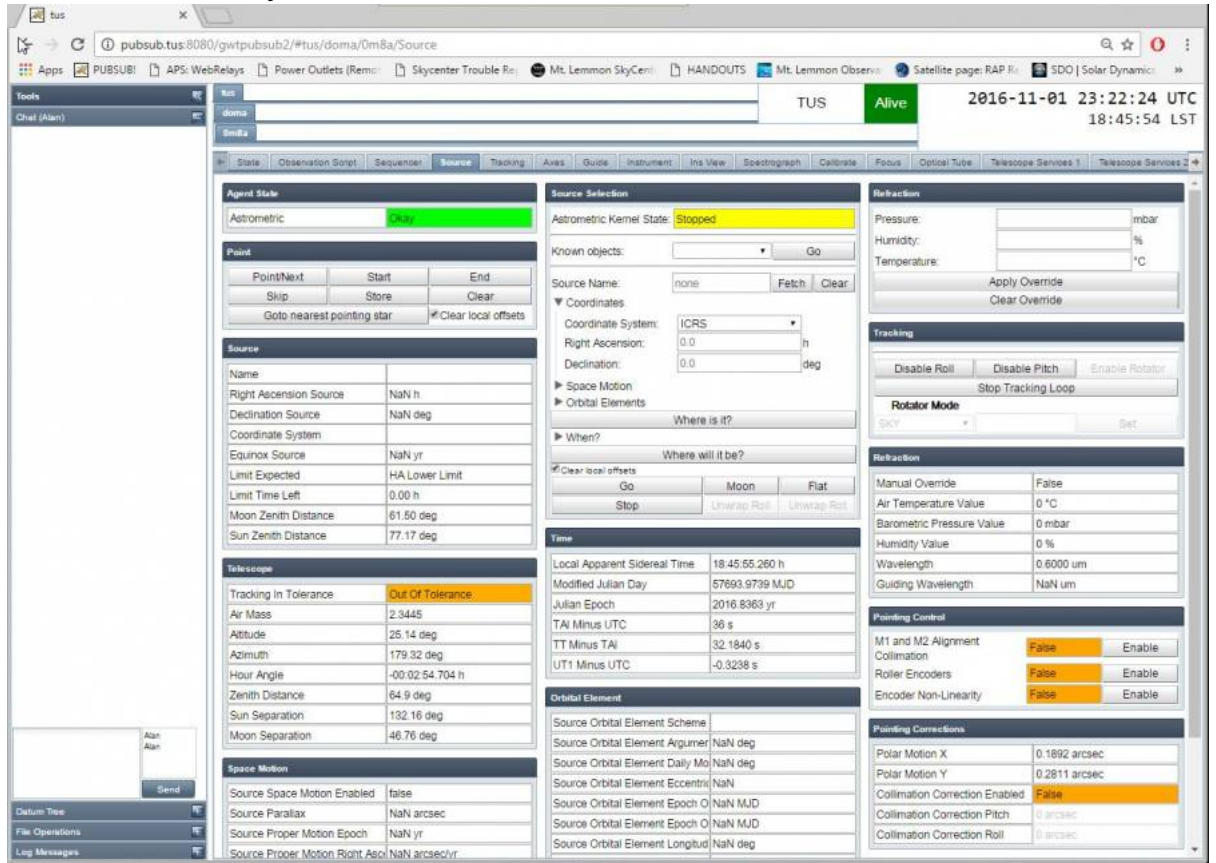 tus
pubsub.tus:8080/gwtpubsub2/#tus/doma/0m8a/Source
Apps PUBSUB! APS: WebRelays Power Outlets (Remo Skycenter Trouble Re Mt. Lemmon SkyCent HANDOUTS Mt. Lemmon Obser Satellite page: RAP R SDO | Solar Dynamic »
Tools
Chat (Alan)
tus
doma
0m8a
TUS
Alive
2016-11-01 23:22:24 UTC
18:45:54 LST
State Observation Script Sequencer Source Tracking Axes Guide Instrument Ins View Spectrograph Calibrate Focus Optical Tube Telescope Services 1 Telescope Services 2
Agent State
Astrometric Okay
Point
Point/Next Start End
Skip Store Clear
Goto nearest pointing star Clear local offsets
Source
Name
Right Ascension Source NaN h
Declination Source NaN deg
Coordinate System
Equinox Source NaN yr
Limit Expected HA Lower Limit
Limit Time Left 0.00 h
Moon Zenith Distance 61.50 deg
Sun Zenith Distance 77.17 deg
Telescope
Tracking In Tolerance Out Of Tolerance
Air Mass 2.3445
Altitude 25.14 deg
Azimuth 179.32 deg
Hour Angle -00:02:54.704 h
Zenith Distance 64.9 deg
Sun Separation 132.16 deg
Moon Separation 46.76 deg
Space Motion
Source Space Motion Enabled false
Source Parallax NaN arcsec
Source Proper Motion Epoch NaN yr
Source Proper Motion Right Asc NaN arcsec/yr
Source Selection
Astrometric Kernel State: Stopped
Known objects: Go
Source Name: none Fetch Clear
▼ Coordinates
Coordinate System: ICRS
Right Ascension: 0.0 h
Declination: 0.0 deg
▶ Space Motion
▶ Orbital Elements
Where is it?
▶ When?
Where will it be?
Clear local offsets
Go Moon Flat
Stop Unwrap Roll Unwrap Rot
Time
Local Apparent Sidereal Time 18:45:55.260 h
Modified Julian Day 57693.9739 MJD
Julian Epoch 2016.8363 yr
TAI Minus UTC 36 s
TT Minus TAI 32.1840 s
UT1 Minus UTC -0.3238 s
Orbital Element
Source Orbital Element Scheme
Source Orbital Element Argumer NaN deg
Source Orbital Element Daily Mo NaN deg
Source Orbital Element Eccentric NaN
Source Orbital Element Epoch O NaN MJD
Source Orbital Element Epoch O NaN MJD
Source Orbital Element Longitud NaN deg
Refraction
Pressure: mbar
Humidity: %
Temperature: °C
Apply Override
Clear Override
Tracking
Disable Roll Disable Pitch Enable Rotator
Stop Tracking Loop
Rotator Mode
SKY Set
Refraction
Manual Override False
Air Temperature Value 0 °C
Barometric Pressure Value 0 mbar
Humidity Value 0 %
Wavelength 0.6000 um
Guiding Wavelength NaN um
Pointing Control
M1 and M2 Alignment
Collimation False Enable
Roller Encoders False Enable
Encoder Non-Linearity False Enable
Pointing Corrections
Polar Motion X 0.1892 arcsec
Polar Motion Y 0.2811 arcsec
Collimation Correction Enabled False
Collimation Correction Pitch 0 arcsec
Collimation Correction Roll 0 arcsec
Alan
Alan
Send
Datum Tree
File Operations
Log Messages